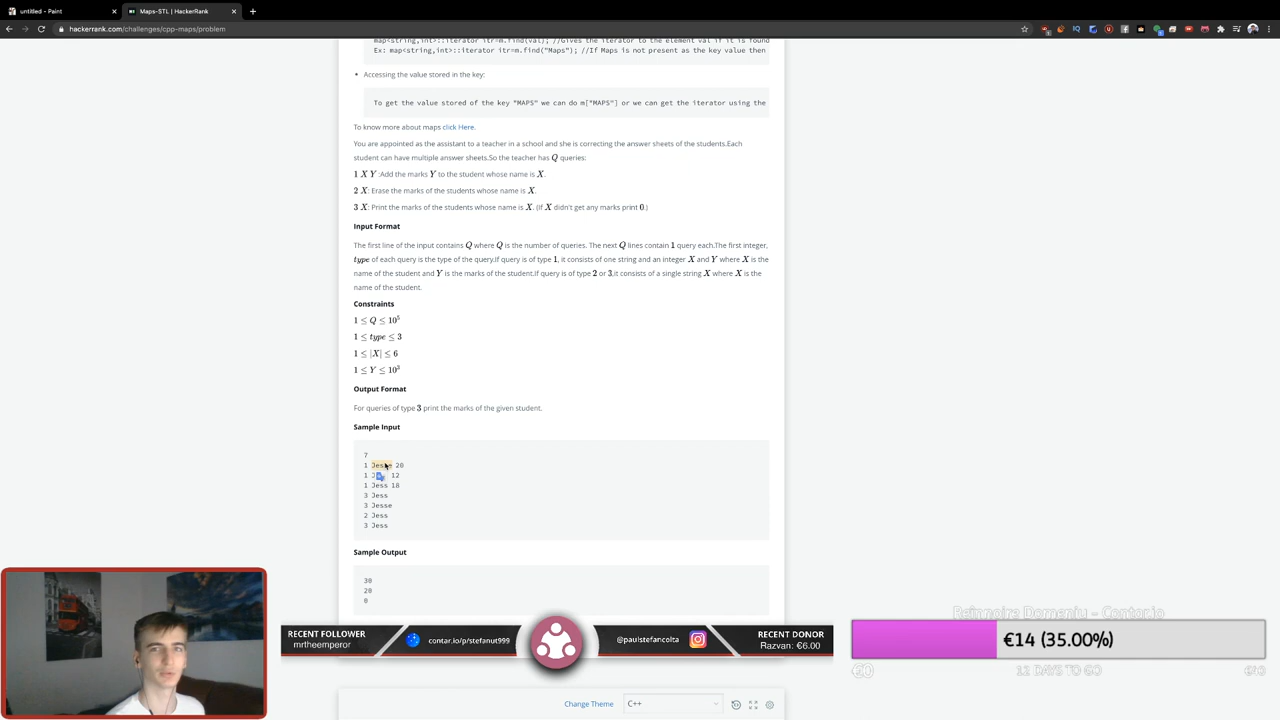 untitled - Paint
Maps-STL | HackerRank
hackerrank.com/challenges/cpp-maps/problem
map<string,int>::iterator itr=m.find(val); //Gives the iterator to the element val if it is found
Ex: map<string,int>::iterator itr=m.find("Maps"); //If Maps is not present as the key value then
Accessing the value stored in the key:
To get the value stored of the key "MAPS" we can do m["MAPS"] or we can get the iterator using the
To know more about maps click Here.
You are appointed as the assistant to a teacher in a school and she is correcting the answer sheets of the students.Each
student can have multiple answer sheets.So the teacher has Q queries:
1 X Y :Add the marks Y to the student whose name is X.
2 X: Erase the marks of the students whose name is X.
3 X: Print the marks of the students whose name is X. (If X didn't get any marks print 0.)
Input Format
The first line of the input contains Q where Q is the number of queries. The next Q lines contain 1 query each.The first integer,
type of each query is the type of the query.If query is of type 1, it consists of one string and an integer X and Y where X is the
name of the student and Y is the marks of the student.If query is of type 2 or 3,it consists of a single string X where X is the
name of the student.
Constraints
1 ≤ Q ≤ 10⁵
1 ≤ type ≤ 3
1 ≤ |X| ≤ 6
1 ≤ Y ≤ 10³
Output Format
For queries of type 3 print the marks of the given student.
Sample Input
7
1 Jesse 20
1 12
1 Jess 18
3 Jess
3 Jesse
2 Jess
3 Jess
Sample Output
30
20
0
RECENT FOLLOWER
mrtheemperor
contar.io/p/stefanut999
@paulstefancolta
RECENT DONOR
Razvan: €6.00
€14 (35.00%)
€0
12 DAYS TO GO
Change Theme
C++